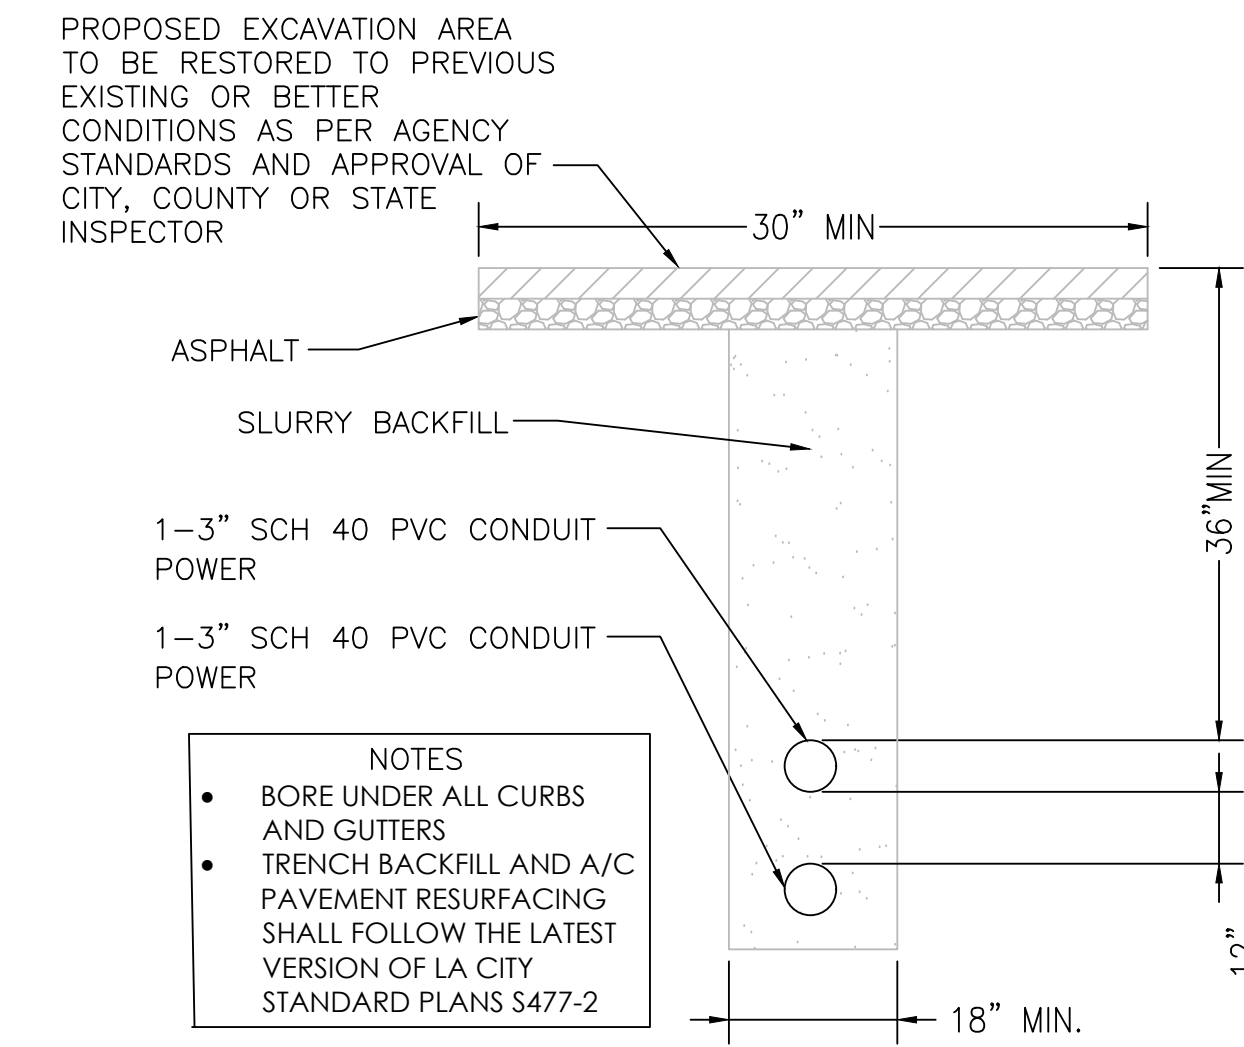 PROPOSED EXCAVATION AREA
TO BE RESTORED TO PREVIOUS
EXISTING OR BETTER
CONDITIONS AS PER AGENCY
STANDARDS AND APPROVAL OF
CITY, COUNTY OR STATE
INSPECTOR
30” MIN
ASPHALT
SLURRY BACKFILL
36”MIN
1–3” SCH 40 PVC CONDUIT
POWER
1–3” SCH 40 PVC CONDUIT
POWER
NOTES
• BORE UNDER ALL CURBS
AND GUTTERS
• TRENCH BACKFILL AND A/C
PAVEMENT RESURFACING
SHALL FOLLOW THE LATEST
VERSION OF LA CITY
STANDARD PLANS S477-2
18” MIN.